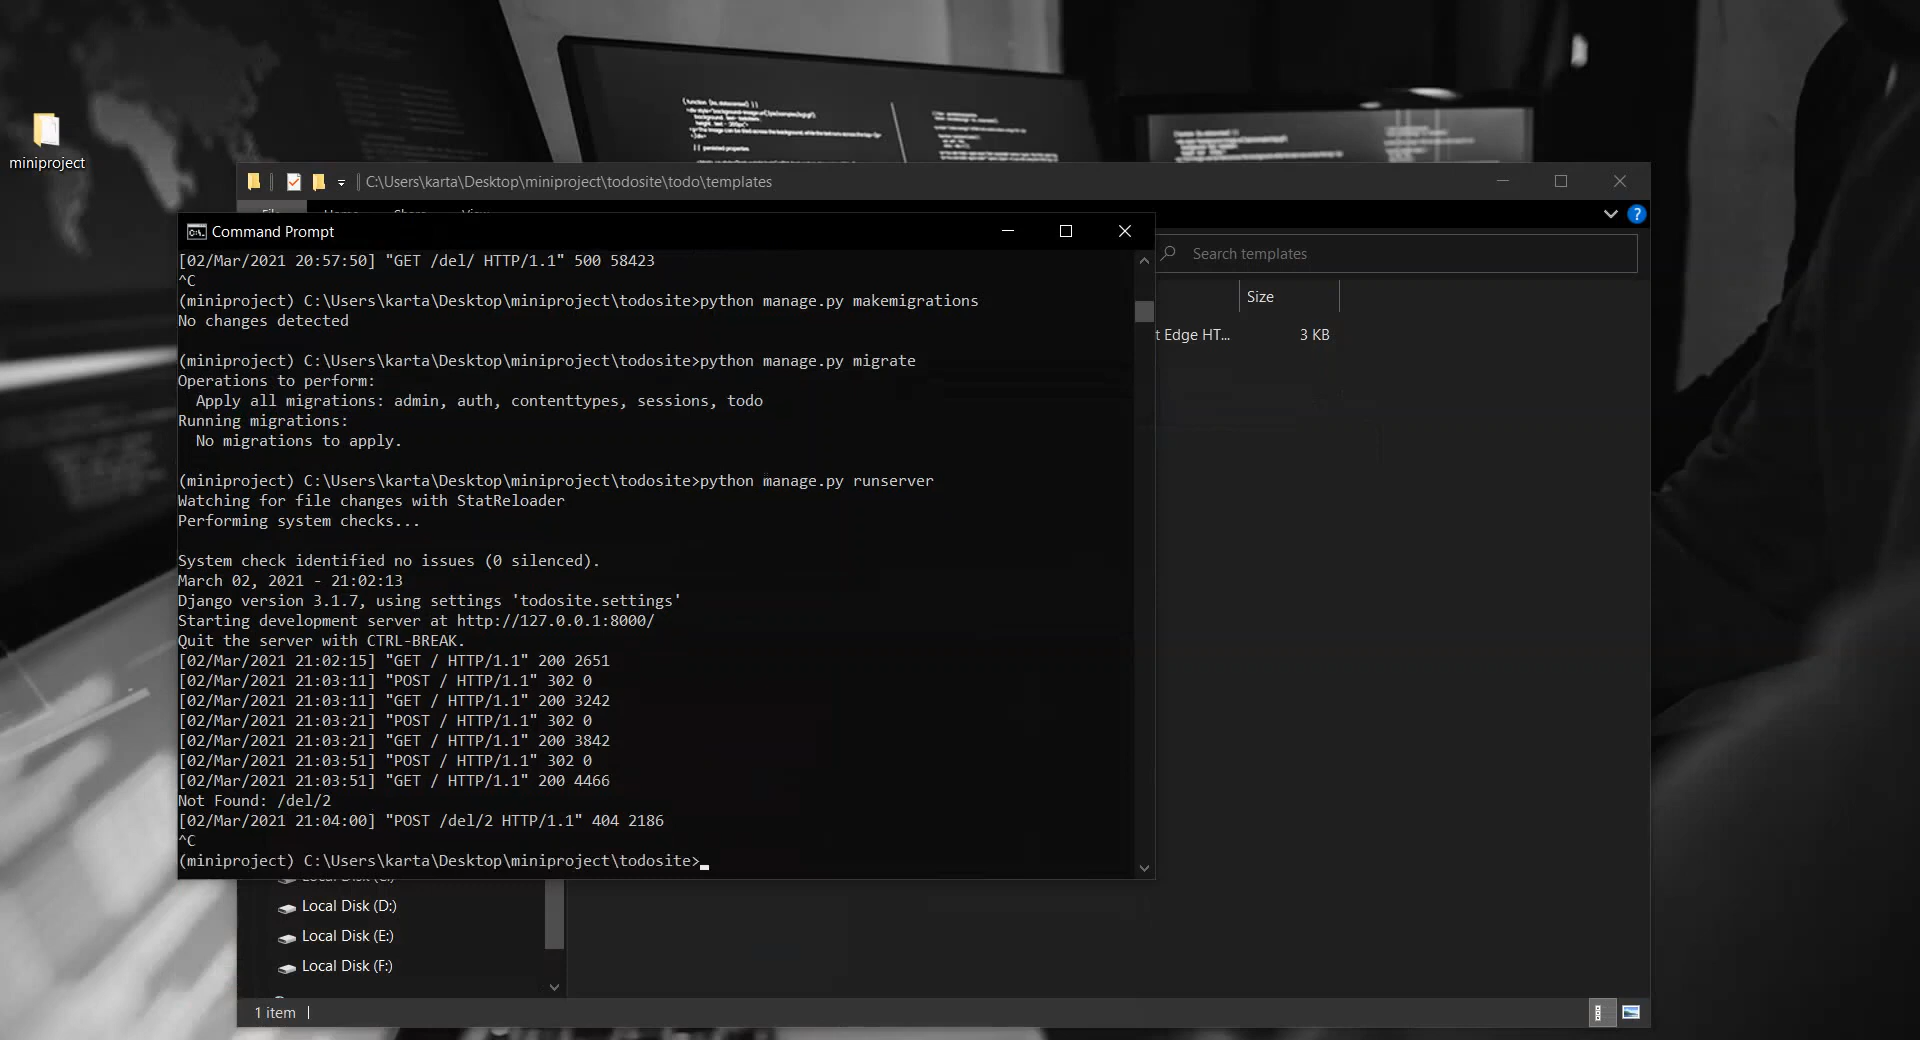 miniproject
C:\Users\karta\Desktop\miniproject\todosite\todo\templates
Command Prompt
Search templates
Size
t Edge HT...
3 KB
[02/Mar/2021 20:57:50] "GET /del/ HTTP/1.1" 500 58423
^C
(miniproject) C:\Users\karta\Desktop\miniproject\todosite>python manage.py makemigrations
No changes detected
(miniproject) C:\Users\karta\Desktop\miniproject\todosite>python manage.py migrate
Operations to perform:
Apply all migrations: admin, auth, contenttypes, sessions, todo
Running migrations:
No migrations to apply.
(miniproject) C:\Users\karta\Desktop\miniproject\todosite>python manage.py runserver
Watching for file changes with StatReloader
Performing system checks...
System check identified no issues (0 silenced).
March 02, 2021 - 21:02:13
Django version 3.1.7, using settings 'todosite.settings'
Starting development server at http://127.0.0.1:8000/
Quit the server with CTRL-BREAK.
[02/Mar/2021 21:02:15] "GET / HTTP/1.1" 200 2651
[02/Mar/2021 21:03:11] "POST / HTTP/1.1" 302 0
[02/Mar/2021 21:03:11] "GET / HTTP/1.1" 200 3242
[02/Mar/2021 21:03:21] "POST / HTTP/1.1" 302 0
[02/Mar/2021 21:03:21] "GET / HTTP/1.1" 200 3842
[02/Mar/2021 21:03:51] "POST / HTTP/1.1" 302 0
[02/Mar/2021 21:03:51] "GET / HTTP/1.1" 200 4466
Not Found: /del/2
[02/Mar/2021 21:04:00] "POST /del/2 HTTP/1.1" 404 2186
^C
(miniproject) C:\Users\karta\Desktop\miniproject\todosite>
Local Disk (D:)
Local Disk (E:)
Local Disk (F:)
1 item